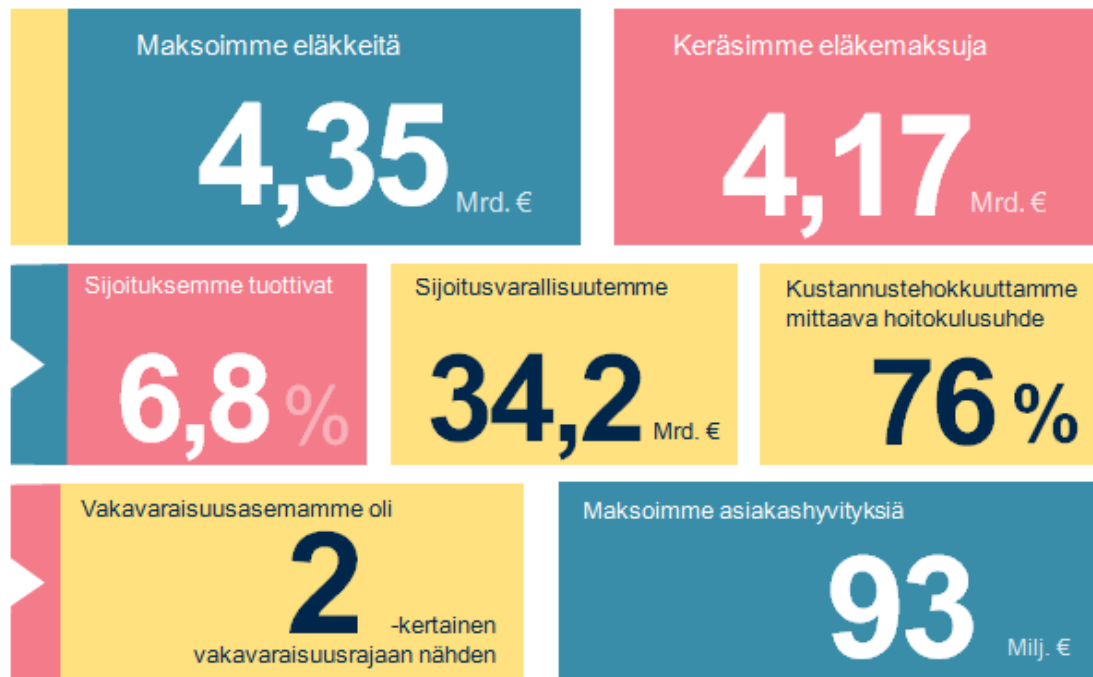 Maksoimme eläkkeitä
4,35 Mrd. €
Keräsimme eläkemaksuja
4,17 Mrd. €
Sijoituksemme tuottivat
6,8 %
Sijoitusvarallisuutemme
34,2 Mrd. €
Kustannustehokkuuttamme
mittaava hoitokulusuhde
76 %
Vakavaraisuusasemamme oli
2 -kertainen
vakavaraisuusrajaan nähden
Maksoimme asiakashyvityksiä
93 Milj. €